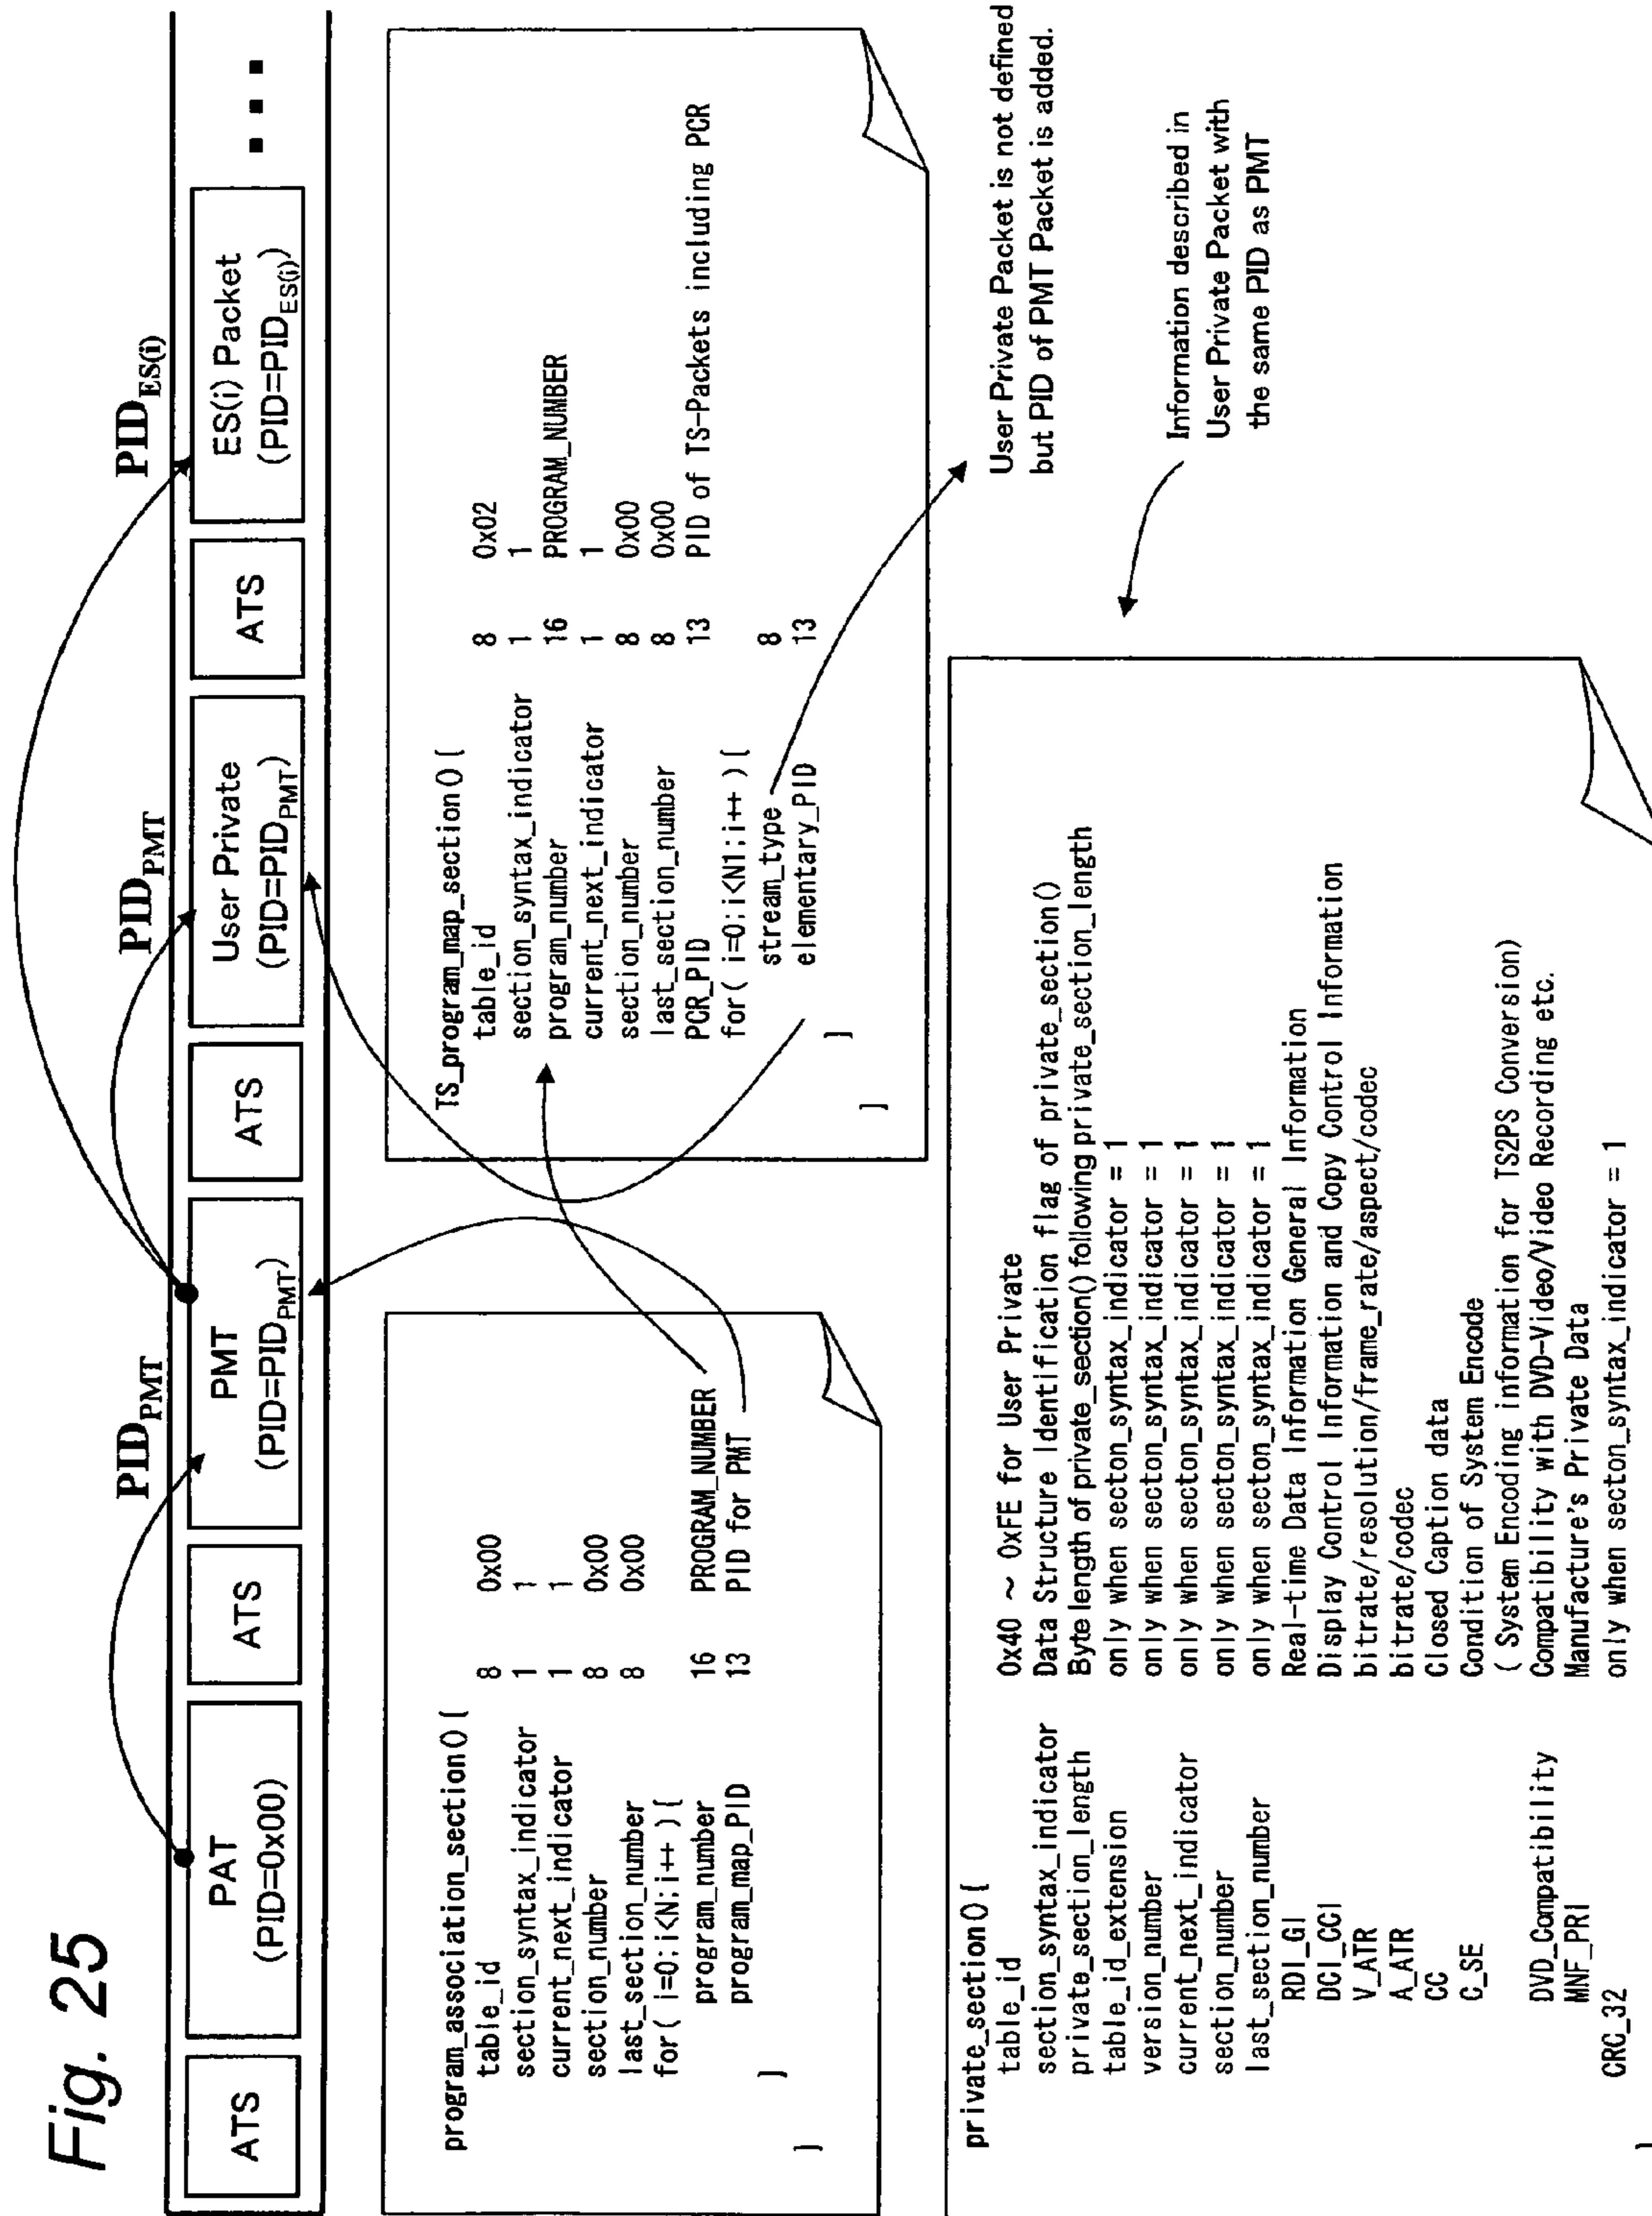 Fig. 25
PID_PMT
PID_PMT
PID_ES(i)
ATS
PAT
(PID=0x00)
ATS
PMT
(PID=PID_PMT)
ATS
User Private
(PID=PID_PMT)
ATS
ES(i) Packet
(PID=PID_ES(i))
program_association_section() {
table_id 8 0x00
section_syntax_indicator 1 1
current_next_indicator 1 1
section_number 8 0x00
last_section_number 8 0x00
for( i=0;i<N;i++ ){
program_number 16 PROGRAM_NUMBER
program_map_PID 13 PID for PMT
}
}
TS_program_map_section() {
table_id 8 0x02
section_syntax_indicator 1 1
program_number 16 PROGRAM_NUMBER
current_next_indicator 1 1
section_number 8 0x00
last_section_number 8 0x00
PCR_PID 13 PID of TS-Packets including PCR
for( i=0;i<N1;i++ ){
stream_type 8
elementary_PID 13
}
}
User Private Packet is not defined
but PID of PMT Packet is added.
Information described in
User Private Packet with
the same PID as PMT
private_section() {
table_id 0x40 ~ 0xFE for User Private
section_syntax_indicator Data Structure Identification flag of private_section()
private_section_length Byte length of private_section() following private_section_length
table_id_extension only when secton_syntax_indicator = 1
version_number only when secton_syntax_indicator = 1
current_next_indicator only when secton_syntax_indicator = 1
section_number only when secton_syntax_indicator = 1
last_section_number only when secton_syntax_indicator = 1
RDI_GI Real-time Data Information General Information
DCI_CCI Display Control Information and Copy Control Information
V_ATR bitrate/resolution/frame_rate/aspect/codec
A_ATR bitrate/codec
CC Closed Caption data
C_SE Condition of System Encode
( System Encoding information for TS2PS Conversion)
DVD_Compatibility Compatibility with DVD-Video/Video Recording etc.
MNF_PRI Manufacture's Private Data
CRC_32 only when secton_syntax_indicator = 1
}